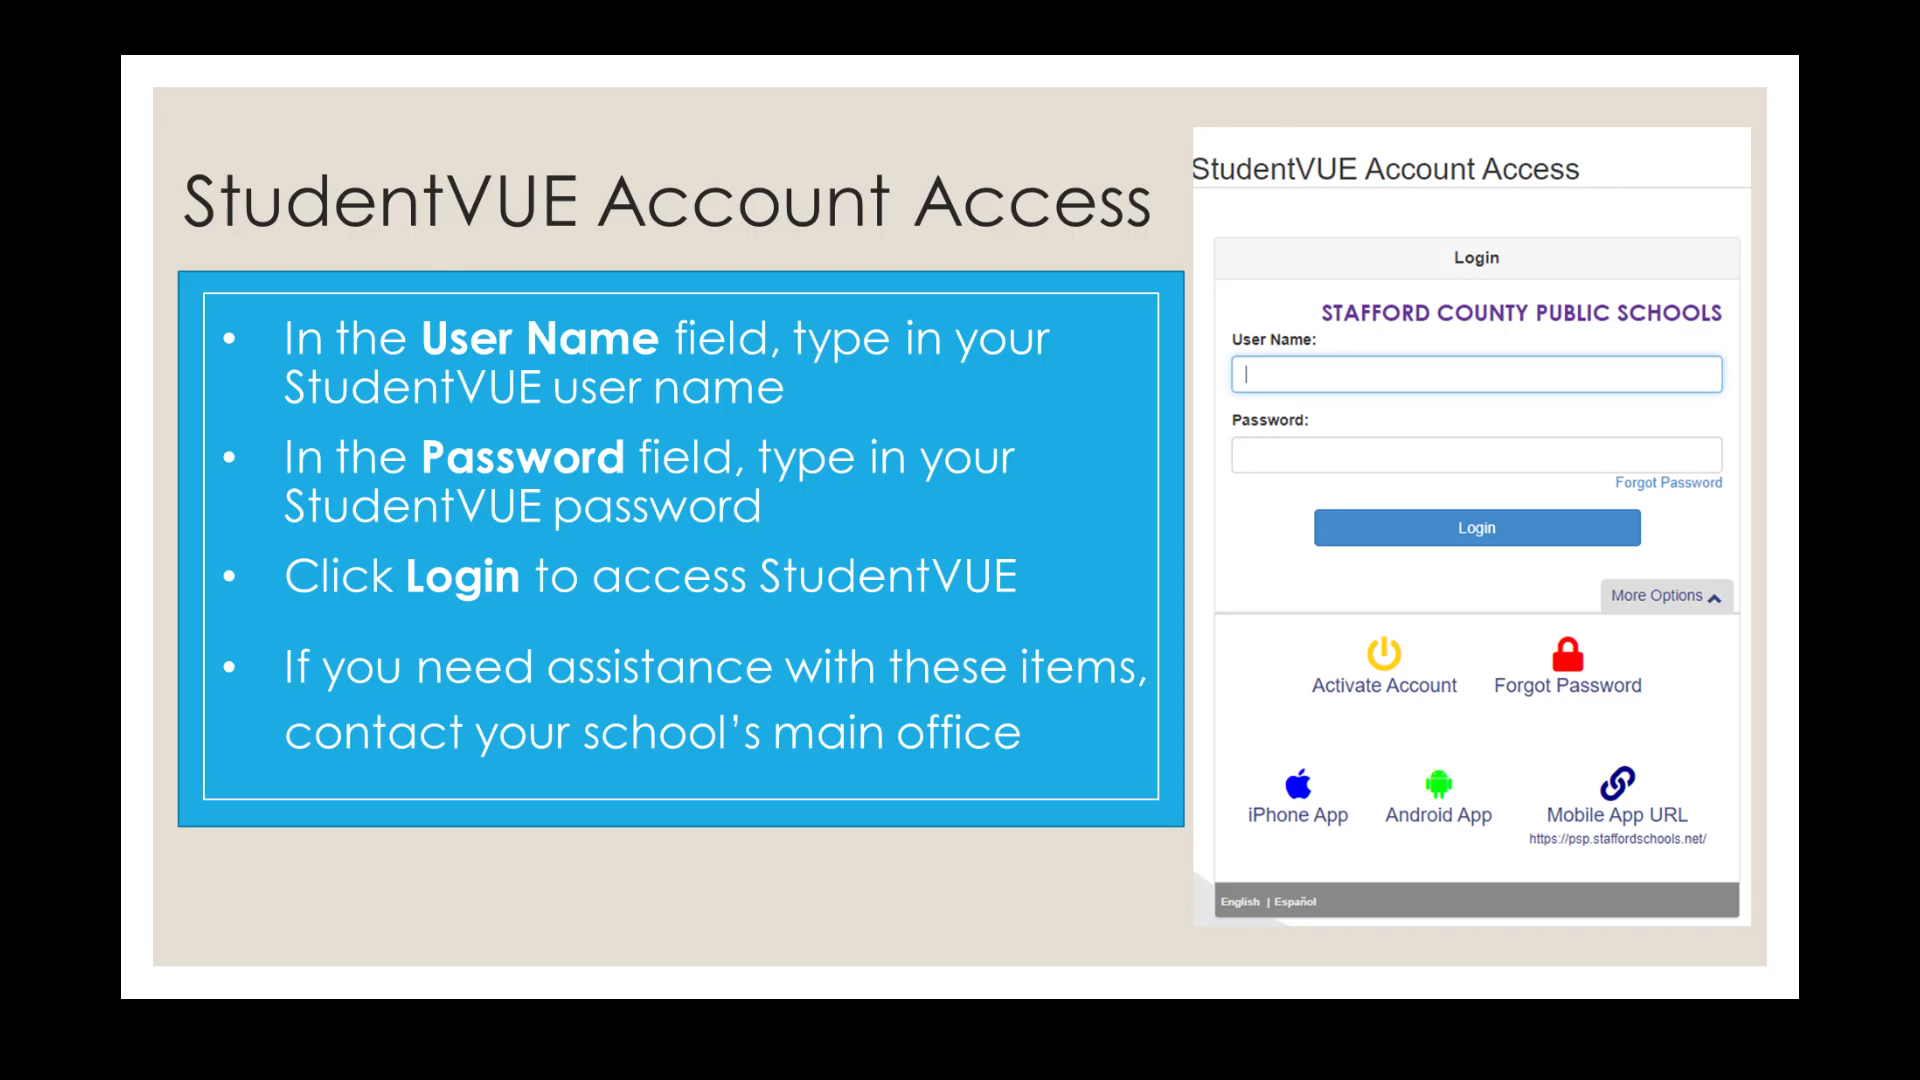 StudentVUE Account Access
• In the User Name field, type in your
StudentVUE user name
• In the Password field, type in your
StudentVUE password
• Click Login to access StudentVUE
• If you need assistance with these items,
contact your school’s main office
StudentVUE Account Access
Login
STAFFORD COUNTY PUBLIC SCHOOLS
User Name:
Password:
Forgot Password
Login
More Options
Activate Account Forgot Password
iPhone App Android App Mobile App URL
https://psp.staffordschools.net/
English | Español